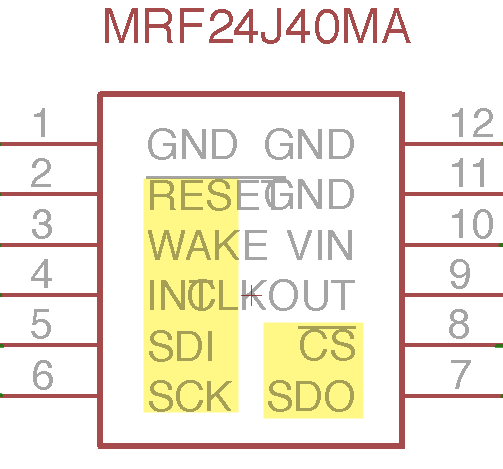 MRF24J40MA
1 GND GND 12
2 RESET GND 11
3 WAKE VIN 10
4 INT CLKOUT 9
5 SDI CS 8
6 SCK SDO 7